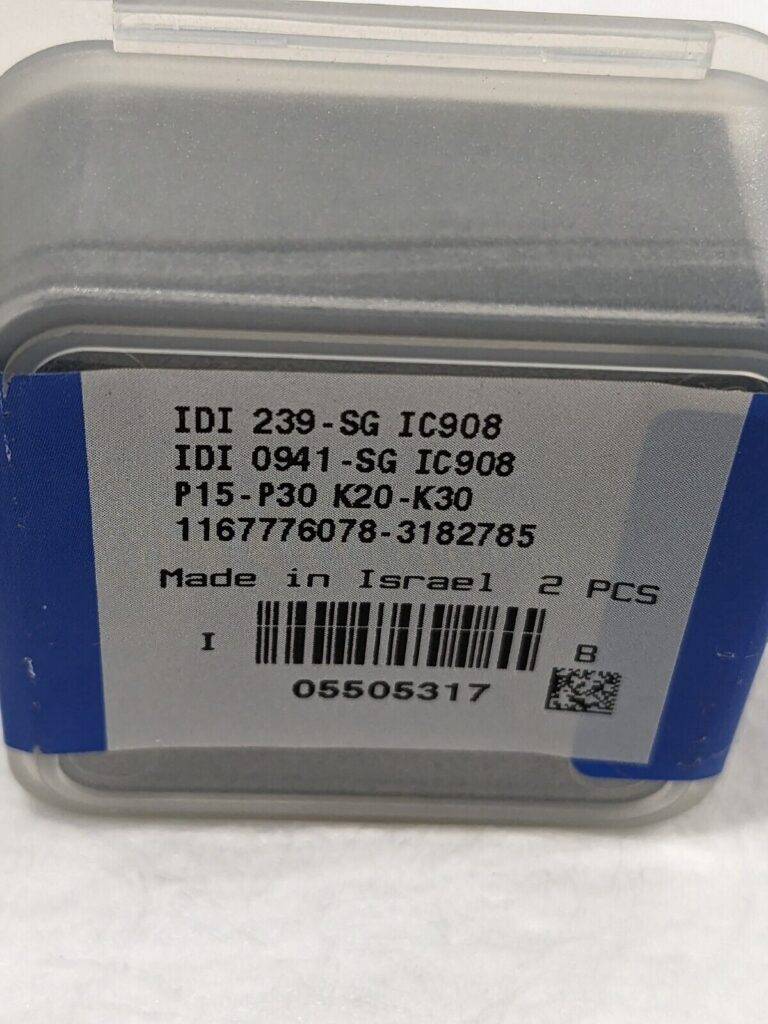 IDI 239-SG IC908
IDI 0941-SG IC908
P15-P30 K20-K30
1167776078-3182785
Made in Israel 2 PCS
I
B
05505317